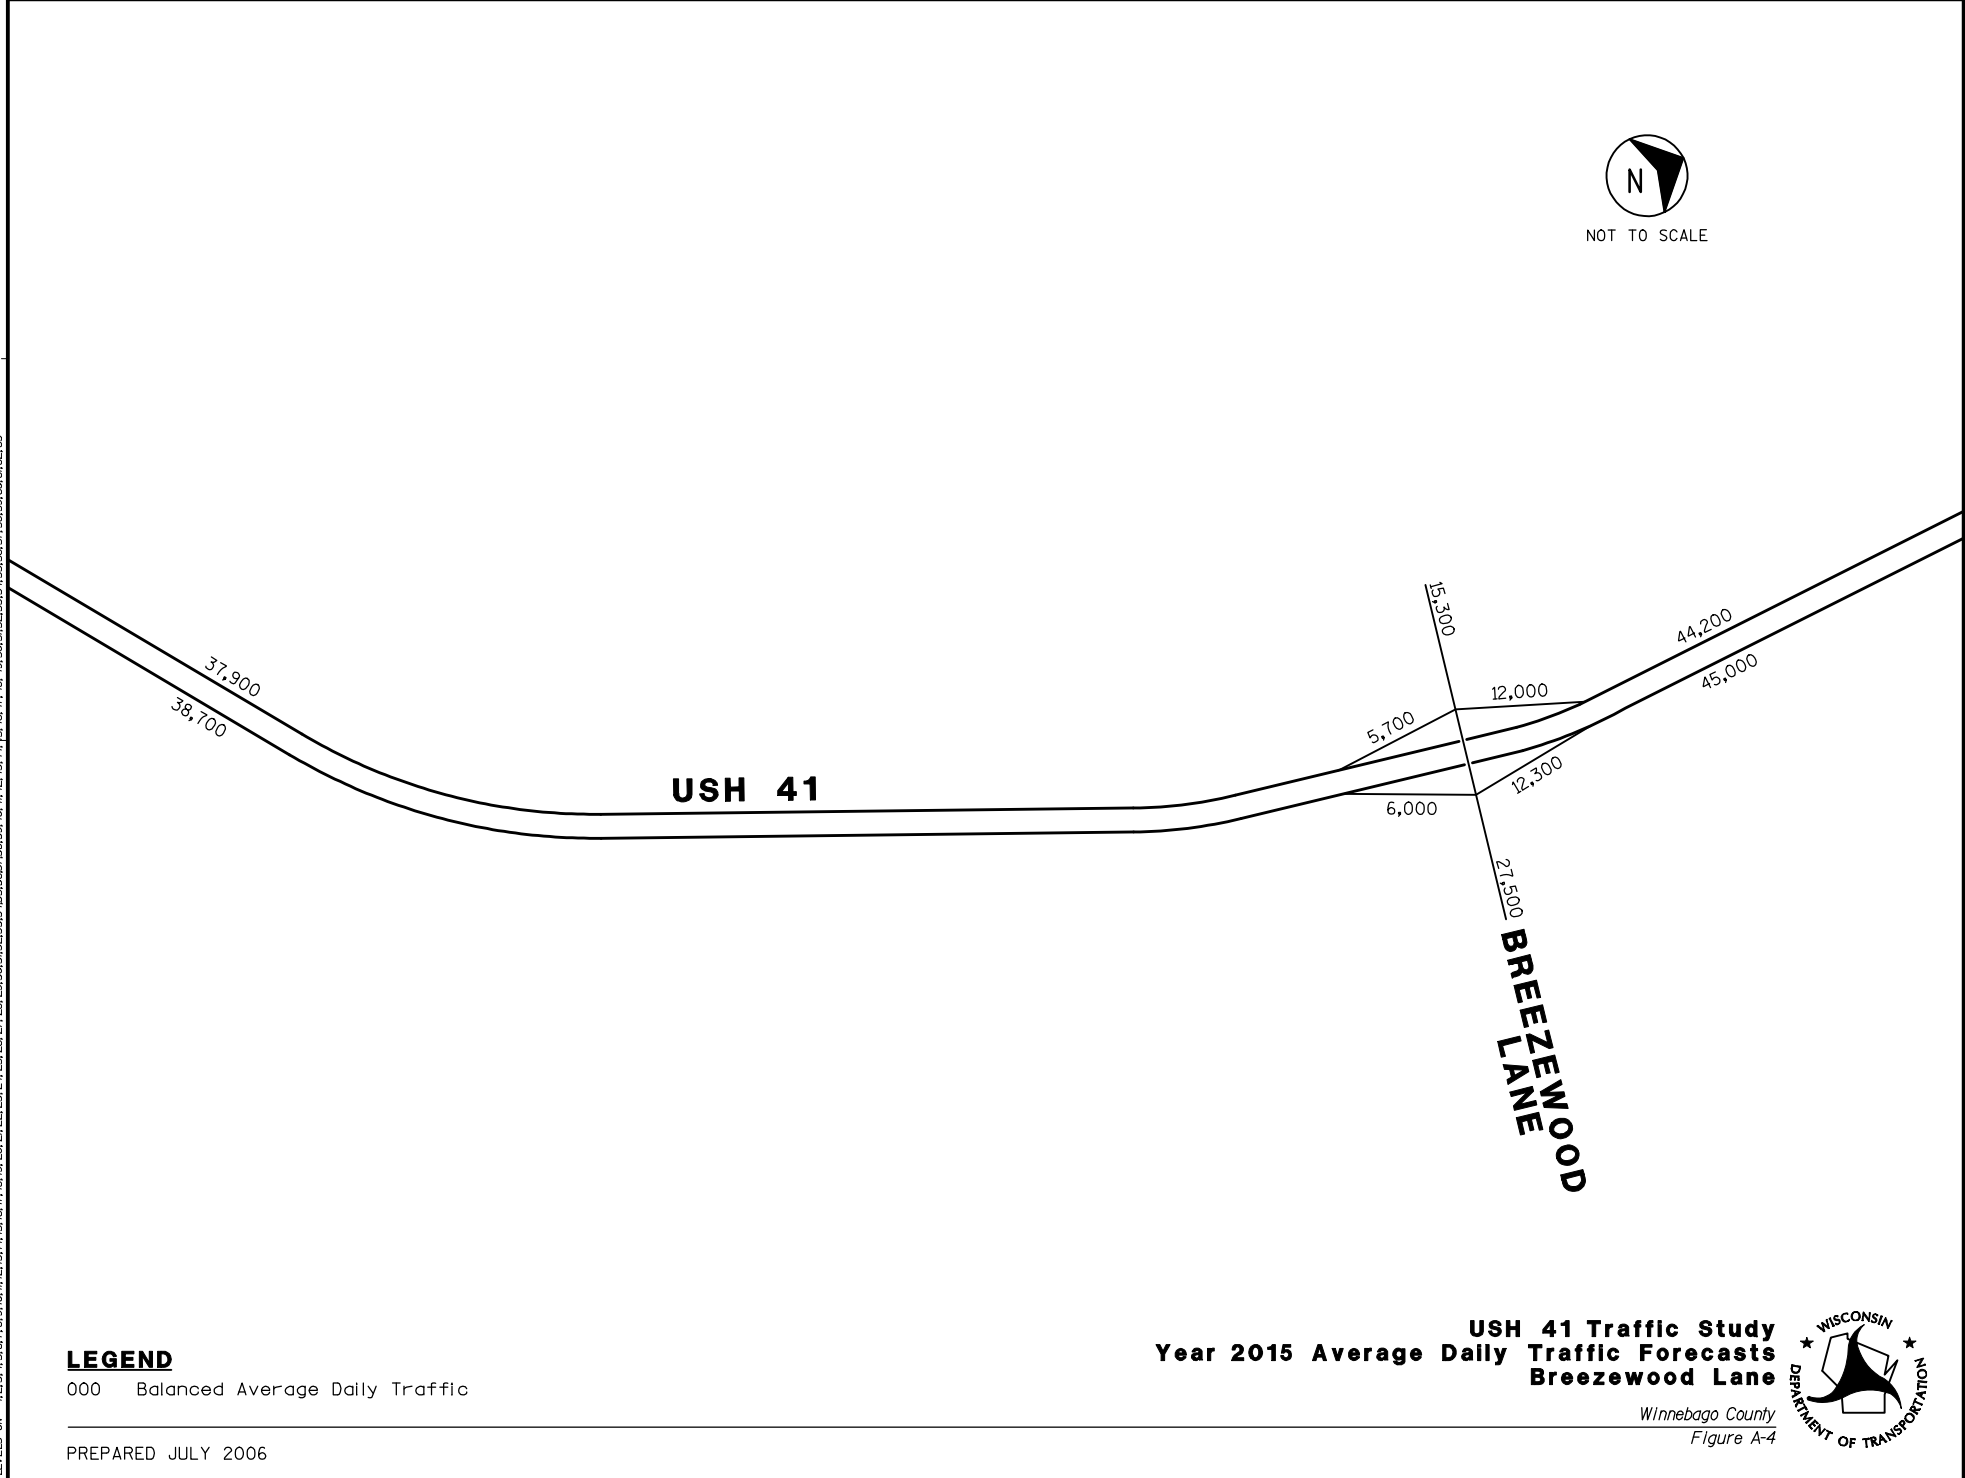 N
NOT TO SCALE
15,300
44,200
45,000
12,000
5,700
37,900
38,700
USH 41
12,300
6,000
27,500
BREEZEWOOD
LANE
USH 41 Traffic Study
Year 2015 Average Daily Traffic Forecasts
Breezewood Lane
WISCONSIN
DEPARTMENT OF TRANSPORTATION
LEGEND
000 Balanced Average Daily Traffic
Winnebago County
Figure A-4
PREPARED JULY 2006